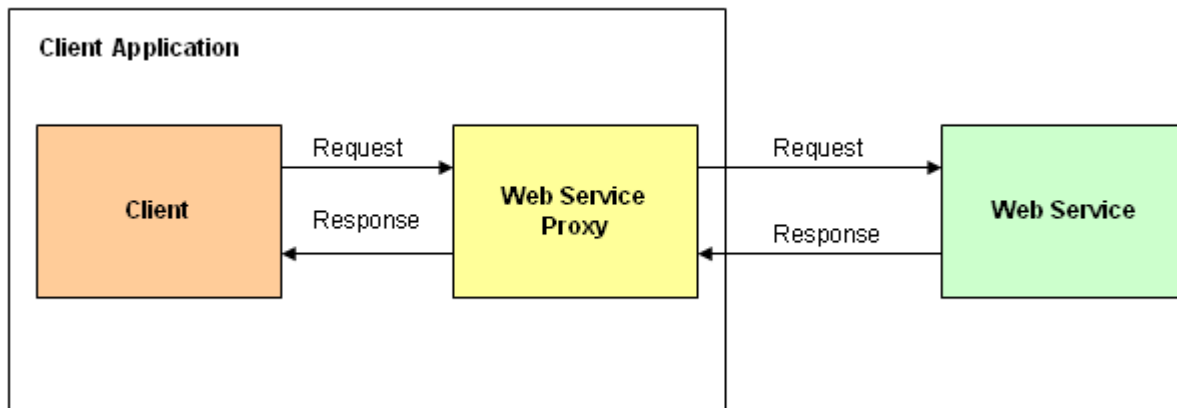 Client Application
Request
Request
Client
Web Service
Proxy
Web Service
Response
Response